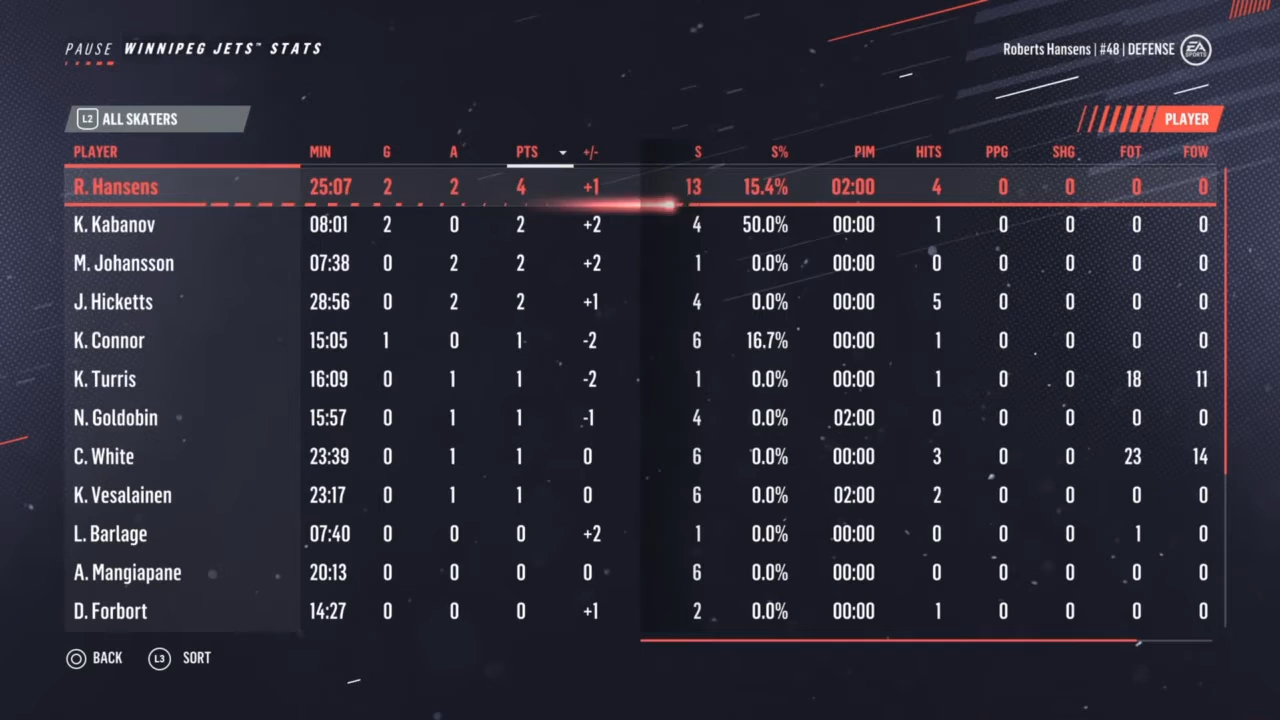 PAUSE WINNIPEG JETS™ STATS
Roberts Hansens | #48 | DEFENSE EA SPORTS
L2 ALL SKATERS
PLAYER
PLAYER MIN G A PTS +/- S S% PIM HITS PPG SHG FOT FOW
R. Hansens 25:07 2 2 4 +1 13 15.4% 02:00 4 0 0 0 0
K. Kabanov 08:01 2 0 2 +2 4 50.0% 00:00 1 0 0 0 0
M. Johansson 07:38 0 2 2 +2 1 0.0% 00:00 0 0 0 0 0
J. Hicketts 28:56 0 2 2 +1 4 0.0% 00:00 5 0 0 0 0
K. Connor 15:05 1 0 1 -2 6 16.7% 00:00 1 0 0 0 0
K. Turris 16:09 0 1 1 -2 1 0.0% 00:00 1 0 0 18 11
N. Goldobin 15:57 0 1 1 -1 4 0.0% 02:00 0 0 0 0 0
C. White 23:39 0 1 1 0 6 0.0% 00:00 3 0 0 23 14
K. Vesalainen 23:17 0 1 1 0 6 0.0% 02:00 2 0 0 0 0
L. Barlage 07:40 0 0 0 +2 1 0.0% 00:00 0 0 0 1 0
A. Mangiapane 20:13 0 0 0 0 6 0.0% 00:00 0 0 0 0 0
D. Forbort 14:27 0 0 0 +1 2 0.0% 00:00 1 0 0 0 0
BACK L3 SORT